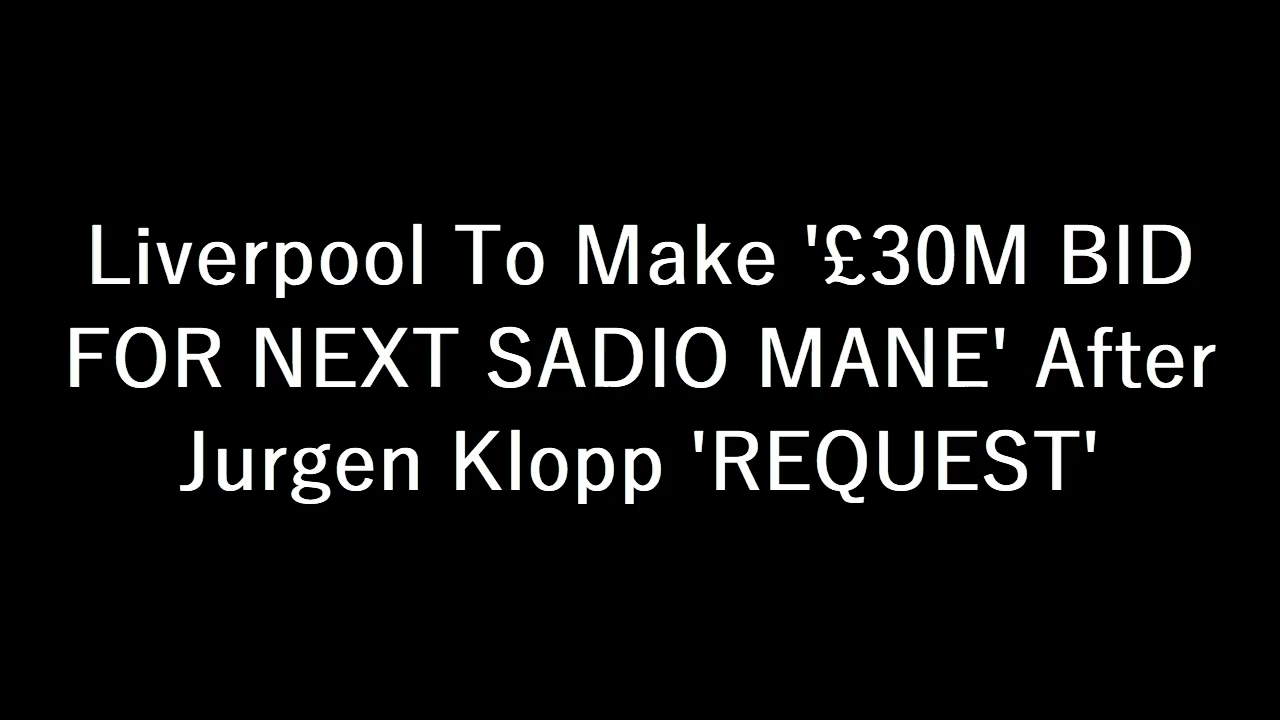 Liverpool To Make '£30M BID
FOR NEXT SADIO MANE' After
Jurgen Klopp 'REQUEST'